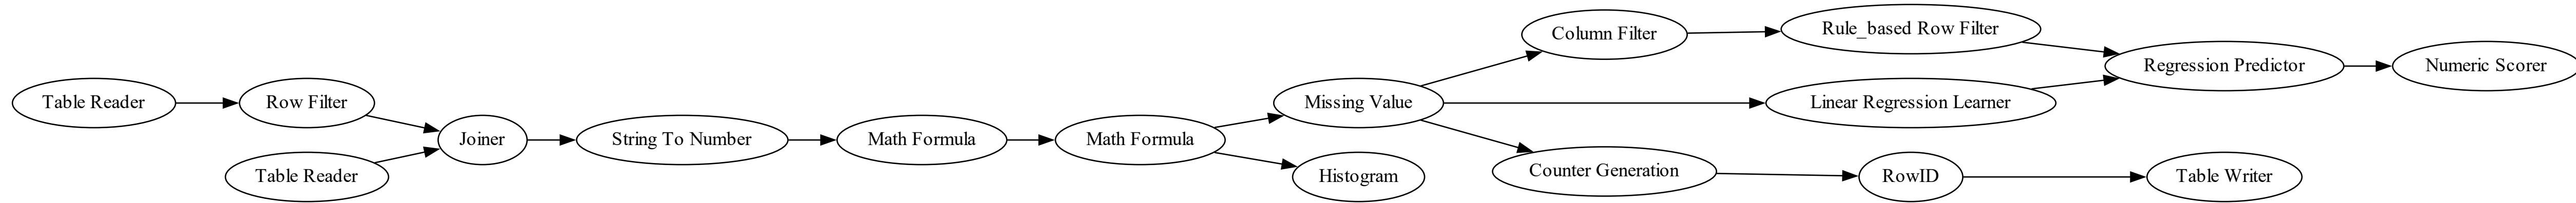 Table Reader
Row Filter
Table Reader
Joiner
String To Number
Math Formula
Math Formula
Missing Value
Histogram
Column Filter
Linear Regression Learner
Counter Generation
Rule_based Row Filter
RowID
Regression Predictor
Table Writer
Numeric Scorer